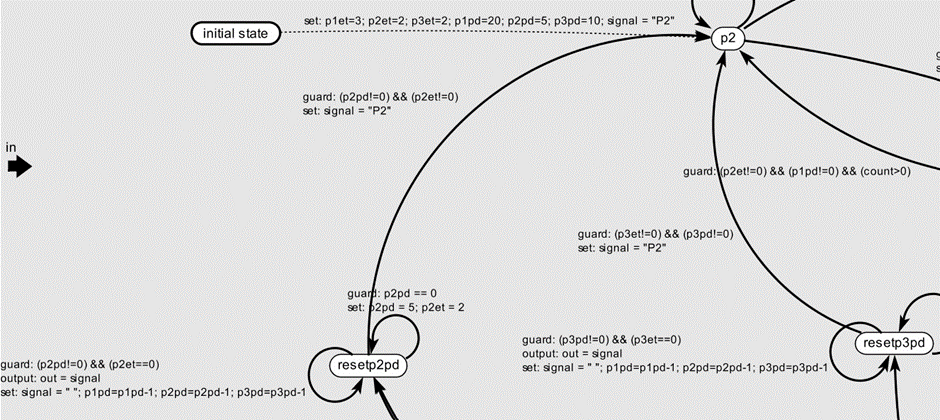 set: p1et=3; p2et=2; p3et=2; p1pd=20; p2pd=5; p3pd=10; signal = "P2"
initial state
p2
guard: (p2pd!=0) && (p2et!=0)
set: signal = "P2"
in
guard: (p2et!=0) && (p1pd!=0) && (count>0)
guard: (p3et!=0) && (p3pd!=0)
set: signal = "P2"
guard: p2pd == 0
set: p2pd = 5; p2et = 2
resetp2pd
guard: (p2pd!=0) && (p2et==0)
output: out = signal
set: signal = " "; p1pd=p1pd-1; p2pd=p2pd-1; p3pd=p3pd-1
guard: (p3pd!=0) && (p3et==0)
output: out = signal
set: signal = " "; p1pd=p1pd-1; p2pd=p2pd-1; p3pd=p3pd-1
resetp3pd